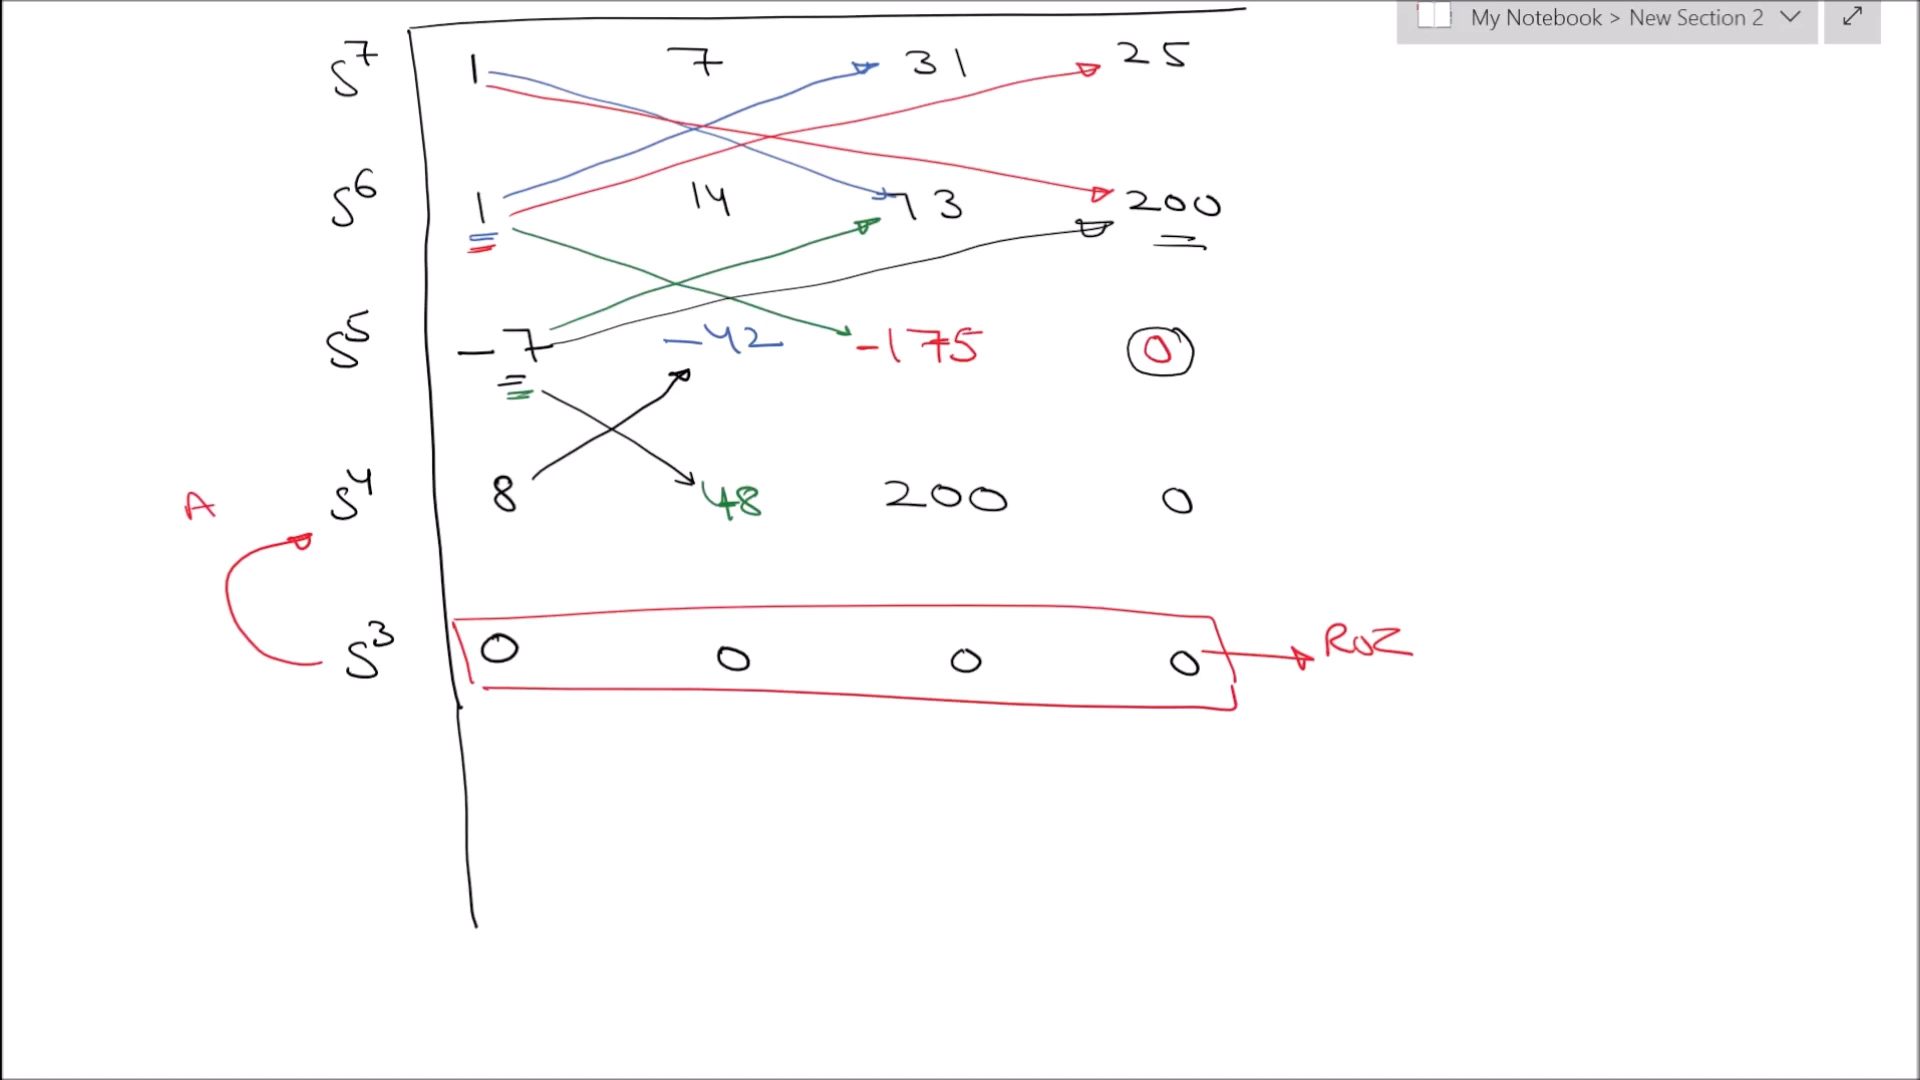 My Notebook > New Section 2
S⁷ 1 7 31 25
S⁶ 1 14 73 200
S⁵ -7 -42 -175 0
S⁴ 8 48 200 0
A
S³ 0 0 0 0 ROZ